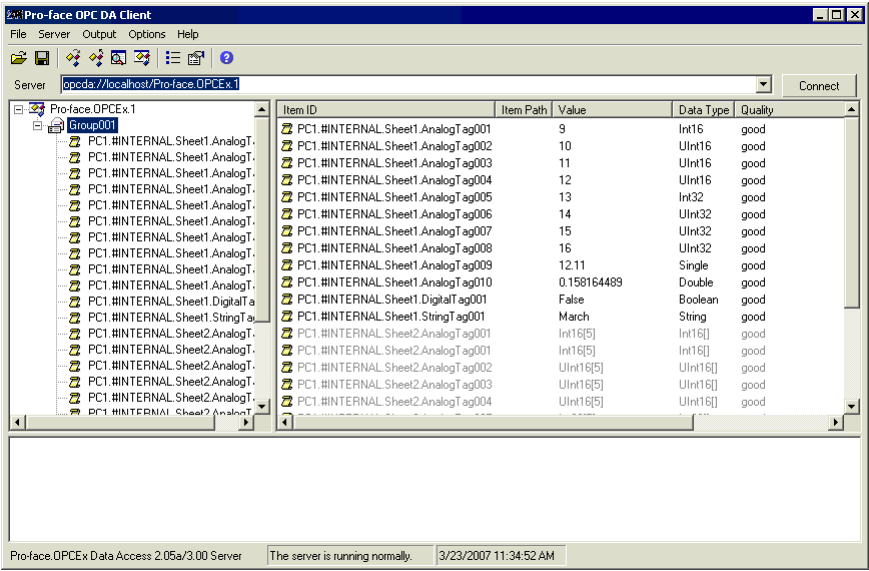 Pro-face OPC DA Client
File Server Output Options Help
Server opcda://localhost/Pro-face.OPCEx.1 Connect
Pro-face.OPCEx.1
Group001
PC1.#INTERNAL.Sheet1.AnalogT
PC1.#INTERNAL.Sheet1.AnalogT
PC1.#INTERNAL.Sheet1.AnalogT
PC1.#INTERNAL.Sheet1.AnalogT
PC1.#INTERNAL.Sheet1.AnalogT
PC1.#INTERNAL.Sheet1.AnalogT
PC1.#INTERNAL.Sheet1.AnalogT
PC1.#INTERNAL.Sheet1.AnalogT
PC1.#INTERNAL.Sheet1.AnalogT
PC1.#INTERNAL.Sheet1.AnalogT
PC1.#INTERNAL.Sheet1.DigitalTa
PC1.#INTERNAL.Sheet1.StringTa
PC1.#INTERNAL.Sheet2.AnalogT
PC1.#INTERNAL.Sheet2.AnalogT
PC1.#INTERNAL.Sheet2.AnalogT
PC1.#INTERNAL.Sheet2.AnalogT
PC1.#INTERNAL.Sheet2.AnalogT
PC1.#INTERNAL.Sheet2.AnalogT
Item ID Item Path Value Data Type Quality
PC1.#INTERNAL.Sheet1.AnalogTag001 9 Int16 good
PC1.#INTERNAL.Sheet1.AnalogTag002 10 UInt16 good
PC1.#INTERNAL.Sheet1.AnalogTag003 11 UInt16 good
PC1.#INTERNAL.Sheet1.AnalogTag004 12 UInt16 good
PC1.#INTERNAL.Sheet1.AnalogTag005 13 Int32 good
PC1.#INTERNAL.Sheet1.AnalogTag006 14 UInt32 good
PC1.#INTERNAL.Sheet1.AnalogTag007 15 UInt32 good
PC1.#INTERNAL.Sheet1.AnalogTag008 16 UInt32 good
PC1.#INTERNAL.Sheet1.AnalogTag009 12.11 Single good
PC1.#INTERNAL.Sheet1.AnalogTag010 0.158164489 Double good
PC1.#INTERNAL.Sheet1.DigitalTag001 False Boolean good
PC1.#INTERNAL.Sheet1.StringTag001 March String good
PC1.#INTERNAL.Sheet2.AnalogTag001 Int16[5] Int16[] good
PC1.#INTERNAL.Sheet2.AnalogTag001 Int16[5] Int16[] good
PC1.#INTERNAL.Sheet2.AnalogTag002 UInt16[5] UInt16[] good
PC1.#INTERNAL.Sheet2.AnalogTag003 UInt16[5] UInt16[] good
PC1.#INTERNAL.Sheet2.AnalogTag004 UInt16[5] UInt16[] good
Pro-face.OPCEx Data Access 2.05a/3.00 Server The server is running normally. 3/23/2007 11:34:52 AM